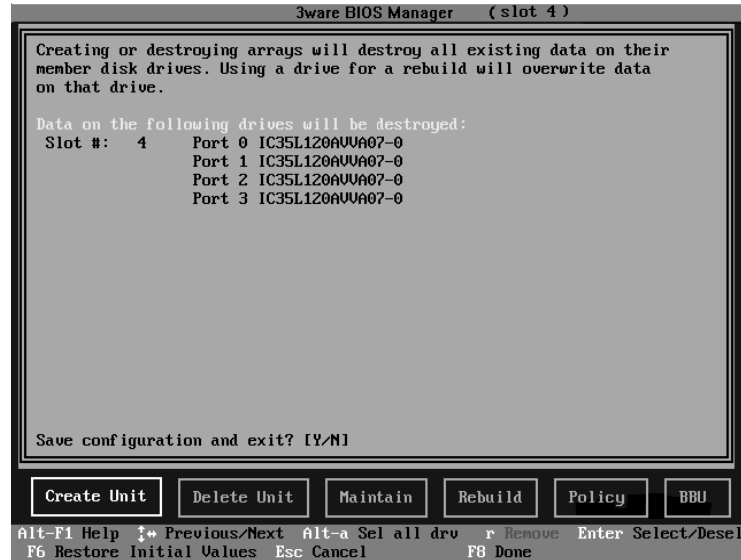 3ware BIOS Manager (slot 4)
Creating or destroying arrays will destroy all existing data on their
member disk drives. Using a drive for a rebuild will overwrite data
on that drive.
Data on the following drives will be destroyed:
Slot #: 4 Port 0 IC35L120AVVA07-0
Port 1 IC35L120AVVA07-0
Port 2 IC35L120AVVA07-0
Port 3 IC35L120AVVA07-0
Save configuration and exit? [Y/N]
Create Unit Delete Unit Maintain Rebuild Policy BBU
Alt-F1 Help ↕↔ Previous/Next Alt-a Sel all drv r Remove Enter Select/Desel
F6 Restore Initial Values Esc Cancel F8 Done